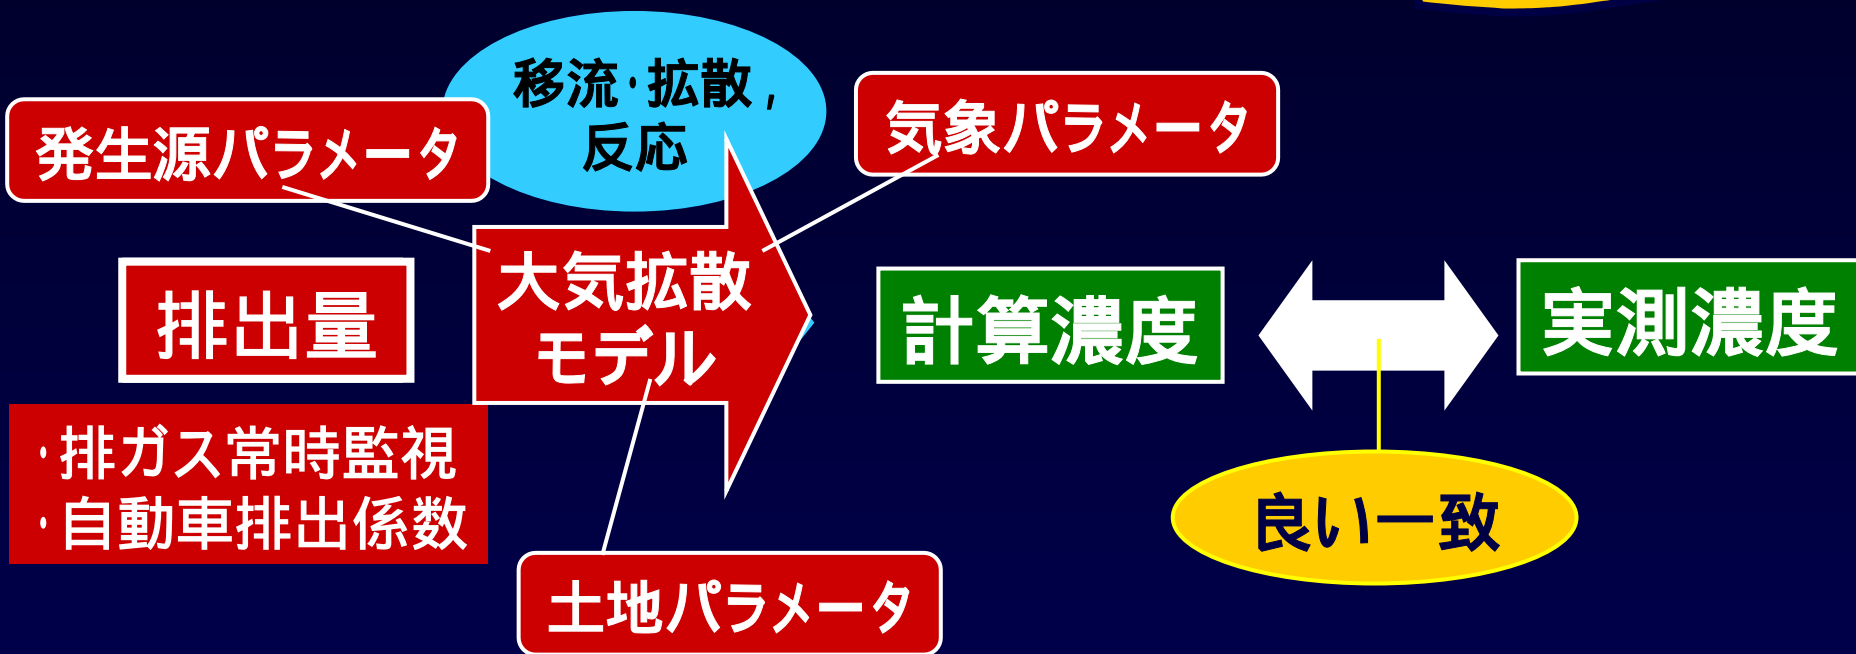 移流･拡散,
反応
発生源パラメータ
気象パラメータ
排出量
大気拡散
モデル
計算濃度
実測濃度
･排ガス常時監視
･自動車排出係数
良い一致
土地パラメータ